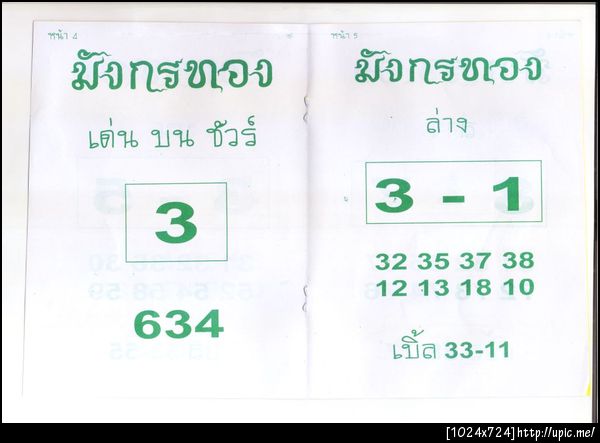 หน้า 4
มังกรทอง
เด่น บน ชัวร์
3
634
หน้า 5
มังกรทอง
ล่าง
3 - 1
32 35 37 38
12 13 18 10
เบิ้ล 33-11
[1024x724]http://upic.me/